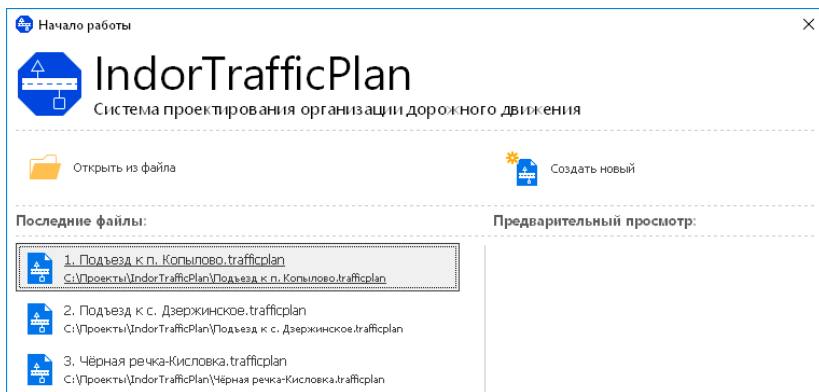 Начало работы
IndorTrafficPlan
Система проектирования организации дорожного движения
Открыть из файла
Создать новый
Последние файлы:
Предварительный просмотр:
1. Подъезд к п. Копылово.trafficplan
C:\Проекты\IndorTrafficPlan\Подъезд к п. Копылово.trafficplan
2. Подъезд к с. Дзержинское.trafficplan
C:\Проекты\IndorTrafficPlan\Подъезд к с. Дзержинское.trafficplan
3. Чёрная речка-Кисловка.trafficplan
C:\Проекты\IndorTrafficPlan\Чёрная речка-Кисловка.trafficplan